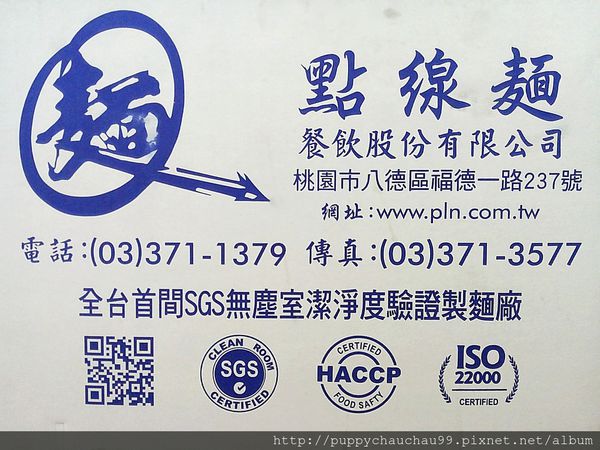 麵
點線麵
餐飲股份有限公司
桃園市八德區福德一路237號
網址:www.pln.com.tw
電話:(03)371-1379 傳真:(03)371-3577
全台首間SGS無塵室潔淨度驗證製麵廠
CLEAN ROOM
SGS
CERTIFIED
CERTIFIED
HACCP
FOOD SAFTY
ISO
22000
CERTIFIED
http://puppychauchau99.pixnet.net/album